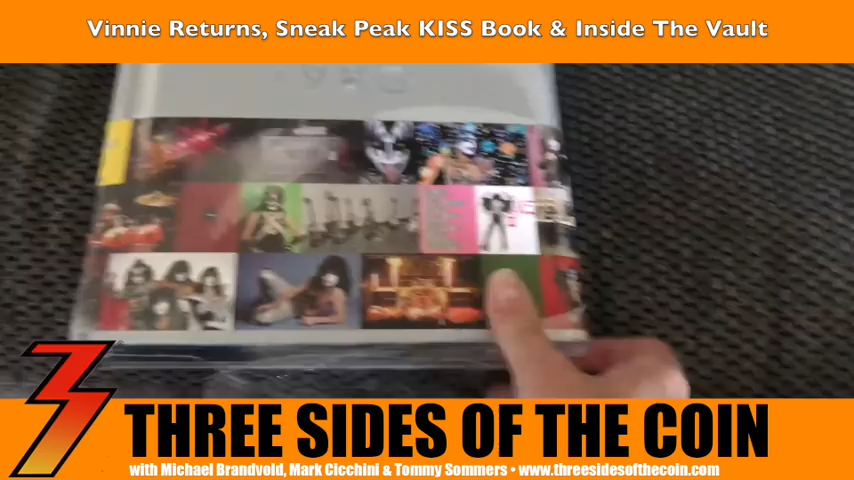 Vinnie Returns, Sneak Peak KISS Book & Inside The Vault
THREE SIDES OF THE COIN
with Michael Brandvold, Mark Cicchini & Tommy Sommers • www.threesidesofthecoin.com